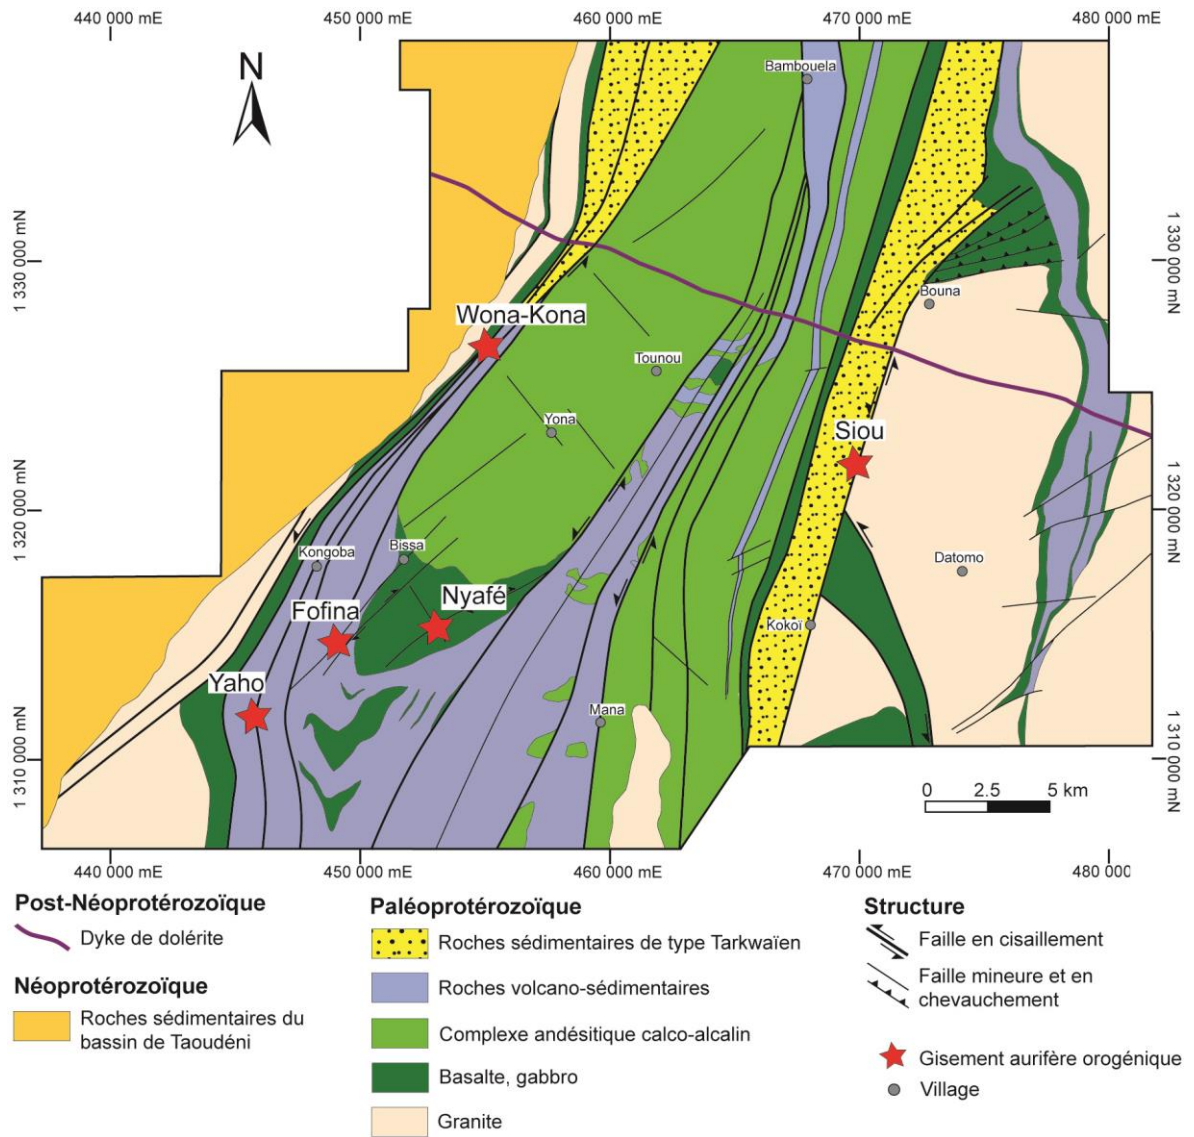 440 000 mE
450 000 mE
460 000 mE
470 000 mE
480 000 mE
N
Bambouela
1 330 000 mN
1 330 000 mN
Bouna
Wona-Kona
Tounou
Yona
Siou
1 320 000 mN
1 320 000 mN
Kongoba
Bissa
Datomo
Fofina
Nyafé
Kokoï
Yaho
Mana
1 310 000 mN
1 310 000 mN
0 2.5 5 km
440 000 mE
450 000 mE
460 000 mE
470 000 mE
480 000 mE
Post-Néoprotérozoïque
Dyke de dolérite
Néoprotérozoïque
Roches sédimentaires du
bassin de Taoudéni
Paléoprotérozoïque
Roches sédimentaires de type Tarkwaïen
Roches volcano-sédimentaires
Complexe andésitique calco-alcalin
Basalte, gabbro
Granite
Structure
Faille en cisaillement
Faille mineure et en
chevauchement
Gisement aurifère orogénique
Village